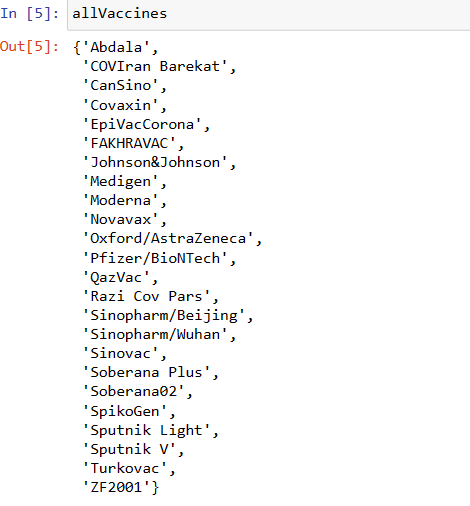 In [5]: allVaccines
Out[5]: {'Abdala',
'COVIran Barekat',
'CanSino',
'Covaxin',
'EpiVacCorona',
'FAKHRAVAC',
'Johnson&Johnson',
'Medigen',
'Moderna',
'Novavax',
'Oxford/AstraZeneca',
'Pfizer/BioNTech',
'QazVac',
'Razi Cov Pars',
'Sinopharm/Beijing',
'Sinopharm/Wuhan',
'Sinovac',
'Soberana Plus',
'Soberana02',
'SpikoGen',
'Sputnik Light',
'Sputnik V',
'Turkovac',
'ZF2001'}